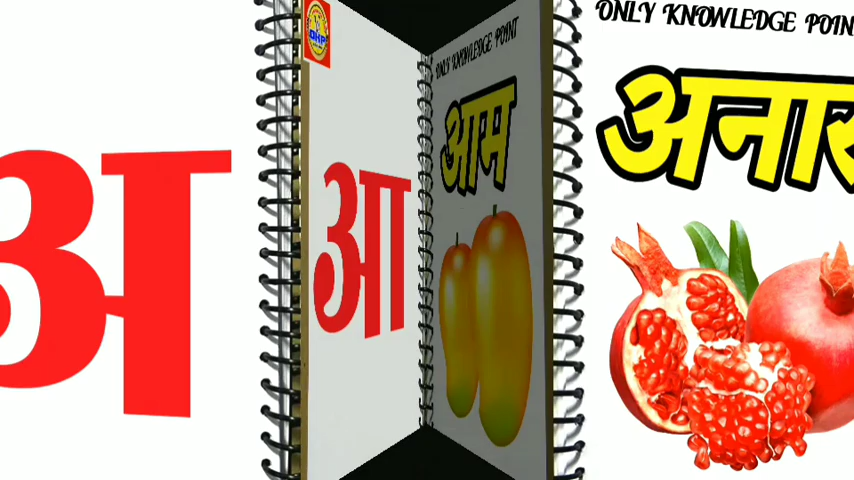 अ
आ
ONLY KNOWLEDGE POINT
आम
ONLY KNOWLEDGE POINT
अनार